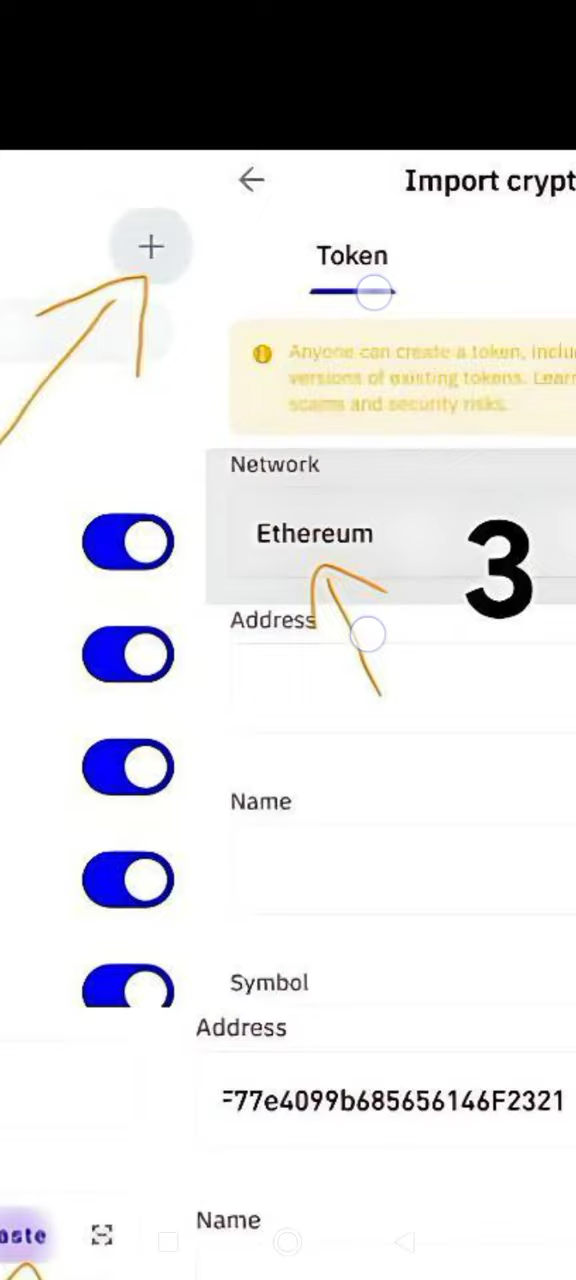 Import crypt
+
Token
Anyone can create a token, inclu
versions of existing tokens. Learn
scams and security risks.
Network
Ethereum
3
Address
Name
Symbol
Address
F77e4099b685656146F2321
aste
Name